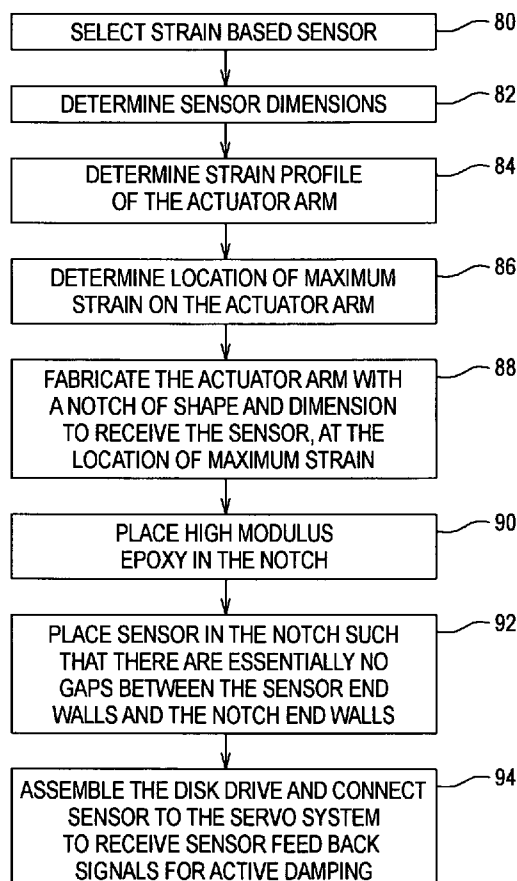 SELECT STRAIN BASED SENSOR
80
DETERMINE SENSOR DIMENSIONS
82
DETERMINE STRAIN PROFILE
OF THE ACTUATOR ARM
84
DETERMINE LOCATION OF MAXIMUM
STRAIN ON THE ACTUATOR ARM
86
FABRICATE THE ACTUATOR ARM WITH
A NOTCH OF SHAPE AND DIMENSION
TO RECEIVE THE SENSOR, AT THE
LOCATION OF MAXIMUM STRAIN
88
PLACE HIGH MODULUS
EPOXY IN THE NOTCH
90
PLACE SENSOR IN THE NOTCH SUCH
THAT THERE ARE ESSENTIALLY NO
GAPS BETWEEN THE SENSOR END
WALLS AND THE NOTCH END WALLS
92
ASSEMBLE THE DISK DRIVE AND CONNECT
SENSOR TO THE SERVO SYSTEM
TO RECEIVE SENSOR FEED BACK
SIGNALS FOR ACTIVE DAMPING
94